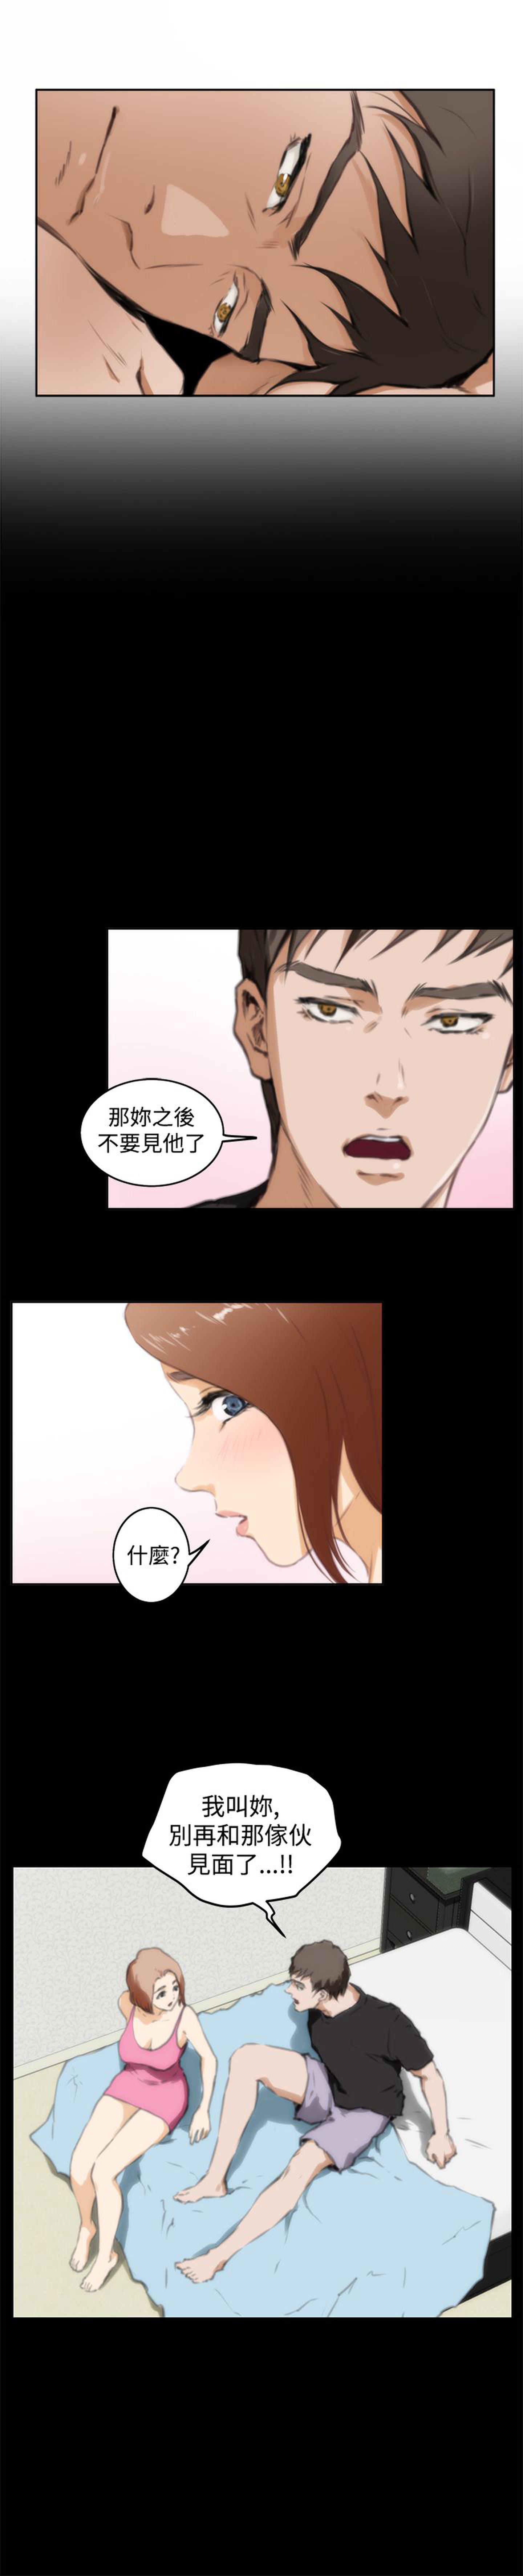 那妳之後
不要見他了
什麼?
我叫妳,
別再和那傢伙
見面了...!!